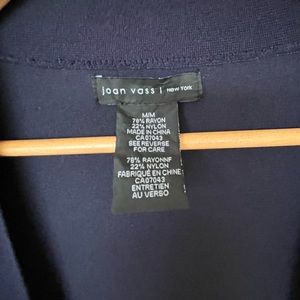 joan vass | NEW YORK
M/M
78% RAYON
22% NYLON
MADE IN CHINA
CA07043
SEE REVERSE
FOR CARE
78% RAYONNF
22% NYLON
FABRIQUÉ EN CHINE
CA07043
ENTRETIEN
AU VERSO